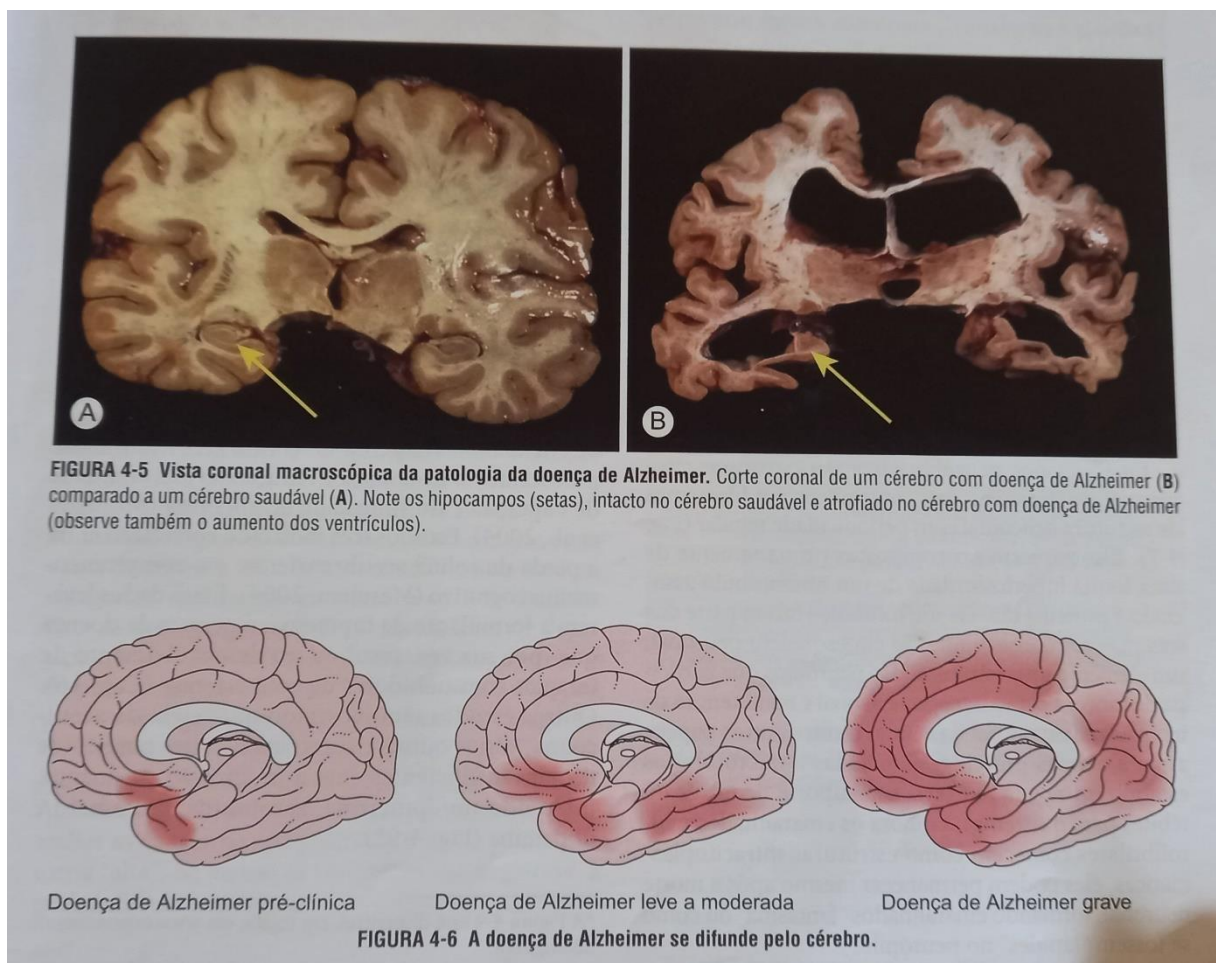 A
B
FIGURA 4-5 Vista coronal macroscópica da patologia da doença de Alzheimer. Corte coronal de um cérebro com doença de Alzheimer (B)
comparado a um cérebro saudável (A). Note os hipocampos (setas), intacto no cérebro saudável e atrofiado no cérebro com doença de Alzheimer
(observe também o aumento dos ventrículos).
Doença de Alzheimer pré-clínica
Doença de Alzheimer leve a moderada
Doença de Alzheimer grave
FIGURA 4-6 A doença de Alzheimer se difunde pelo cérebro.